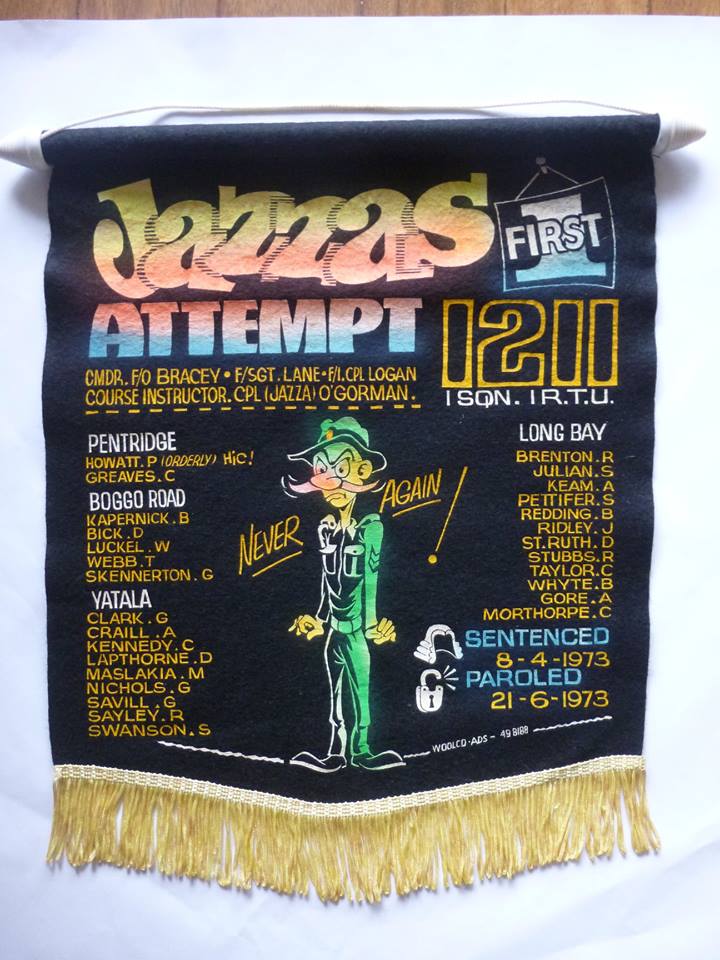 Jazzas
FIRST
1
ATTEMPT
1211
CMDR. F/O BRACEY • F/SGT. LANE • F/I.CPL LOGAN
COURSE INSTRUCTOR. CPL (JAZZA) O'GORMAN.
1 SQN. 1 R.T.U.
PENTRIDGE
HOWATT. P (ORDERLY) HIC!
GREAVES. C
BOGGO ROAD
KAPERNICK. B
BICK. D
LUCKEL. W
WEBB. T
SKENNERTON. G
YATALA
CLARK. G
CRAILL. A
KENNEDY. C
LAPTHORNE. D
MASLAKIA. M
NICHOLS. G
SAVILL. G
SAYLEY. R
SWANSON. S
NEVER AGAIN!
LONG BAY
BRENTON. R
JULIAN. S
KEAM. A
PETTIFER. S
REDDING. B
RIDLEY. J
ST. RUTH. D
STUBBS. R
TAYLOR. C
WHYTE. B
GORE. A
MORTHORPE. C
SENTENCED
8-4-1973
PAROLED
21-6-1973
WOOLCO-ADS - 49 8188